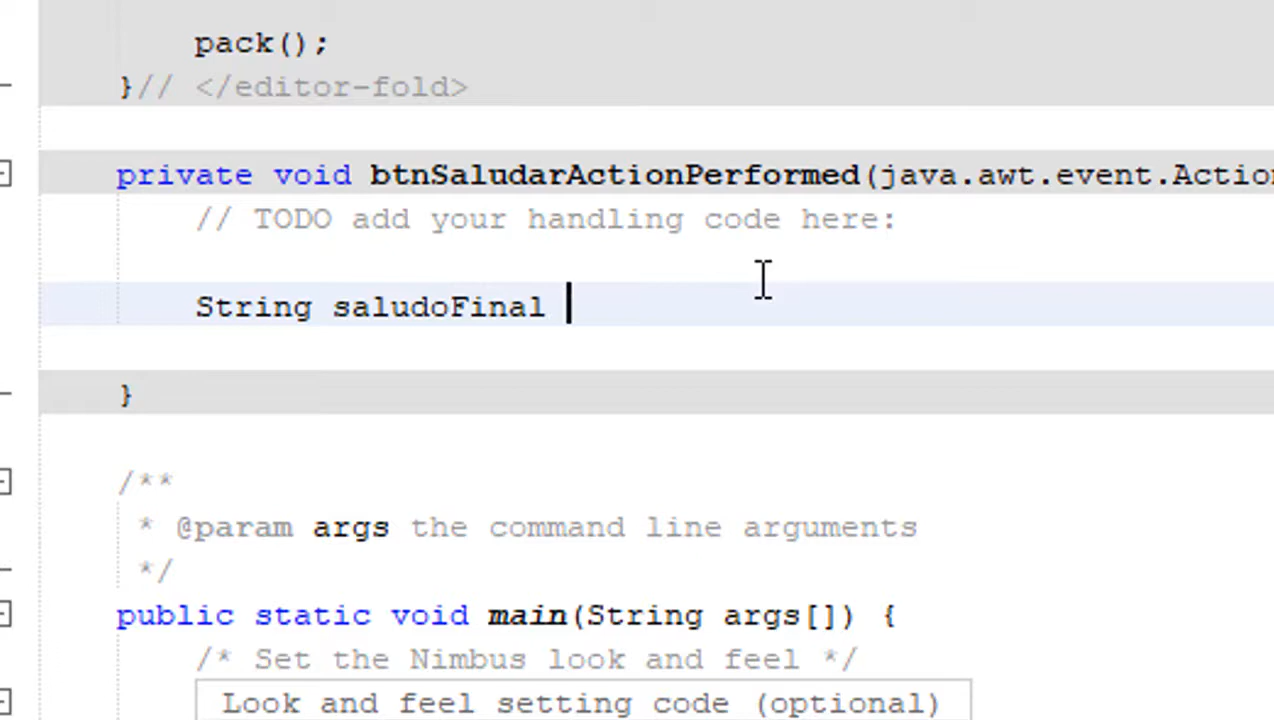 pack();
}// </editor-fold>
private void btnSaludarActionPerformed(java.awt.event.Actio
// TODO add your handling code here:
String saludoFinal
}
/**
* @param args the command line arguments
*/
public static void main(String args[]) {
/* Set the Nimbus look and feel */
Look and feel setting code (optional)